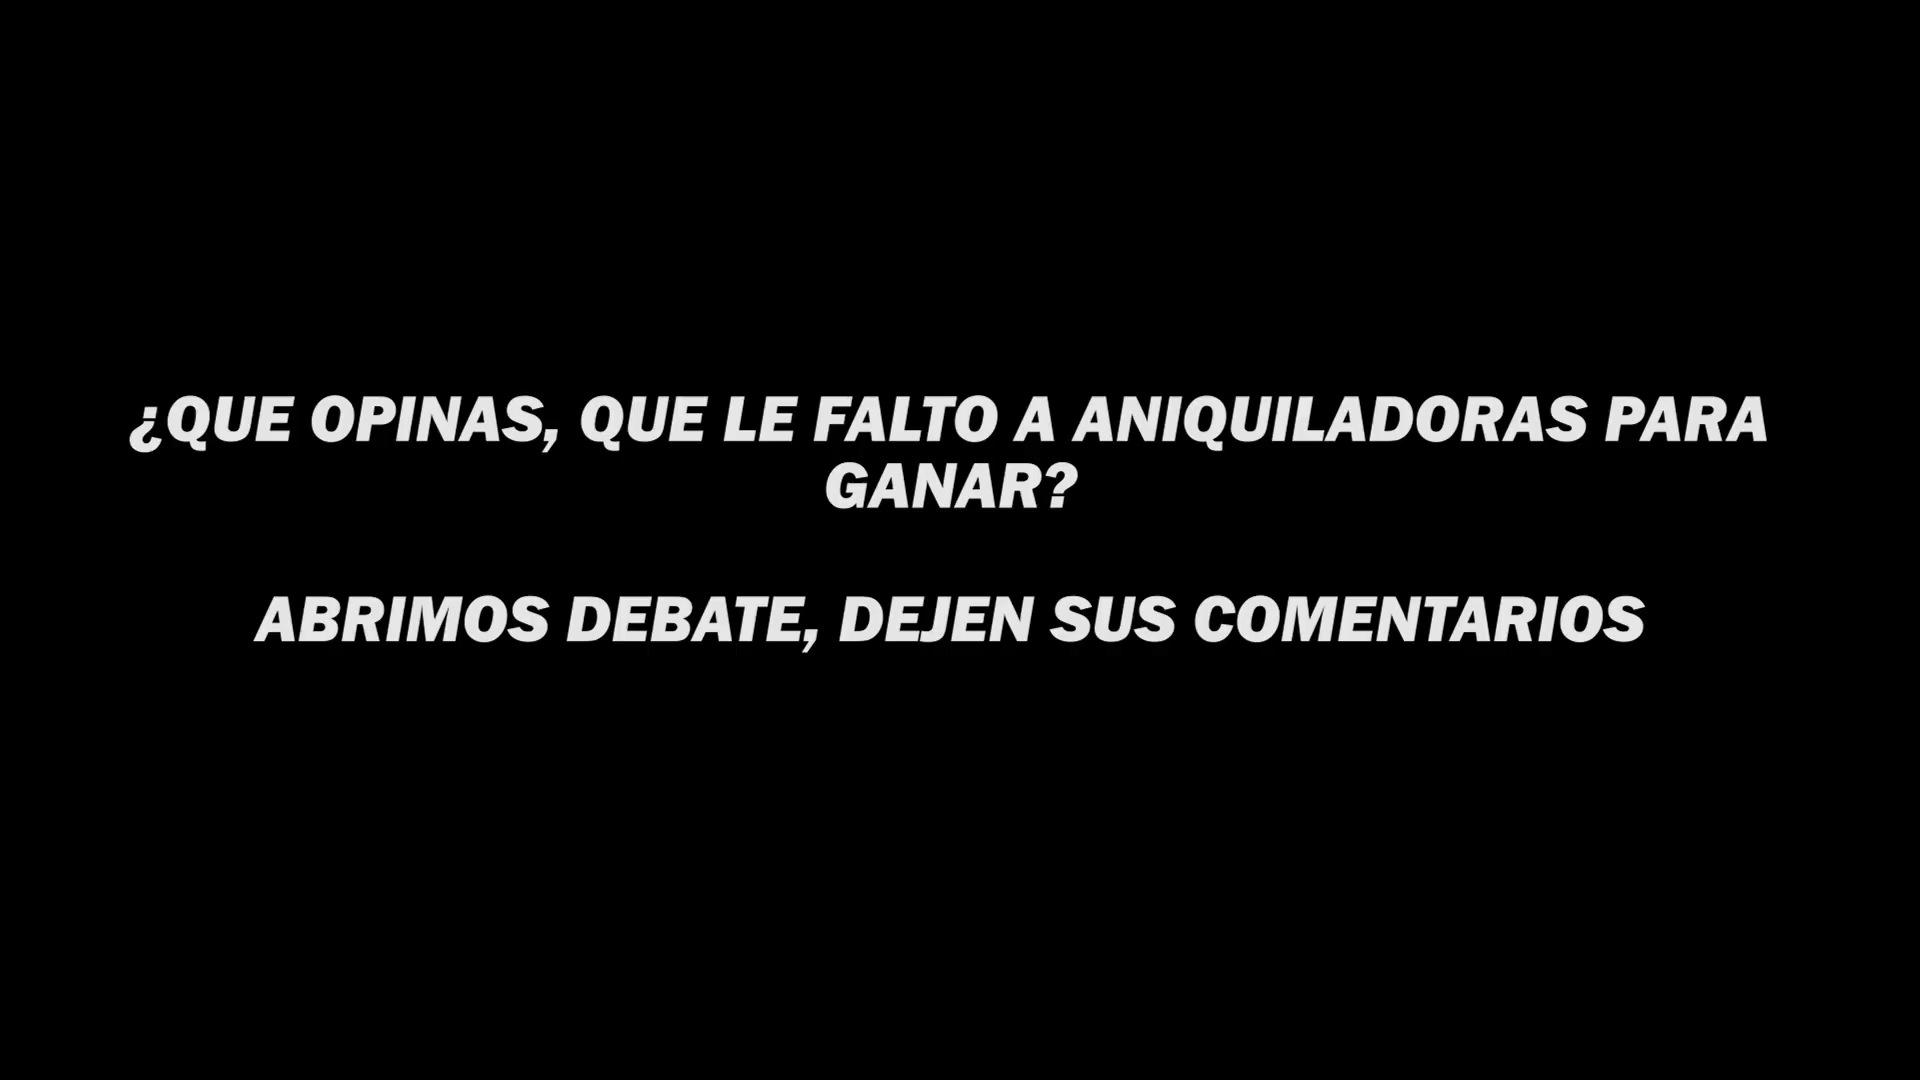 ¿QUE OPINAS, QUE LE FALTO A ANIQUILADORAS PARA
GANAR?
ABRIMOS DEBATE, DEJEN SUS COMENTARIOS